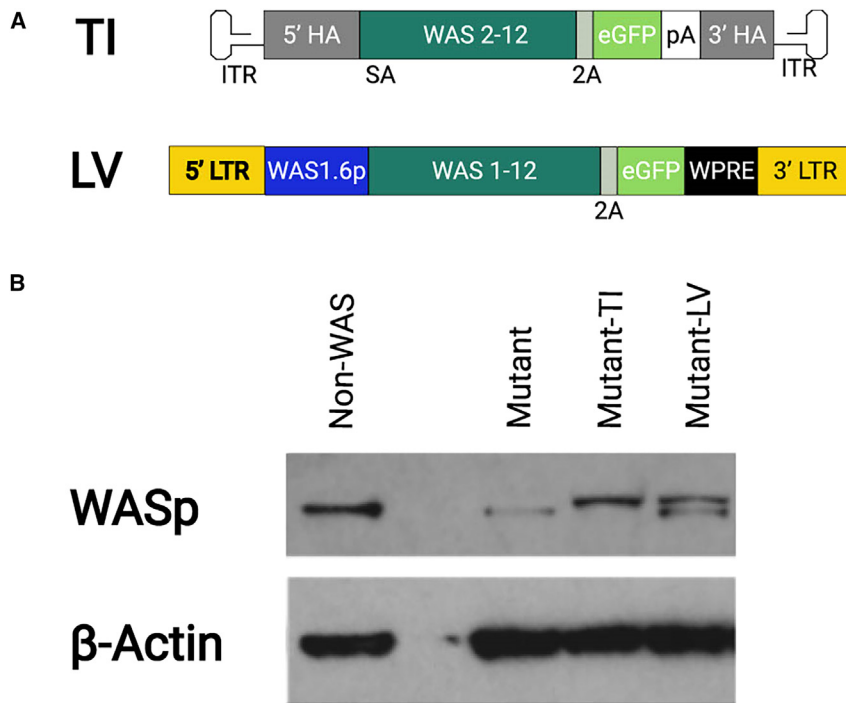 A
TI
5' HA
WAS 2-12
eGFP
pA
3' HA
ITR
SA
2A
ITR
LV
5' LTR
WAS1.6p
WAS 1-12
eGFP
WPRE
3' LTR
2A
B
Non-WAS
Mutant
Mutant-TI
Mutant-LV
WASp
β-Actin